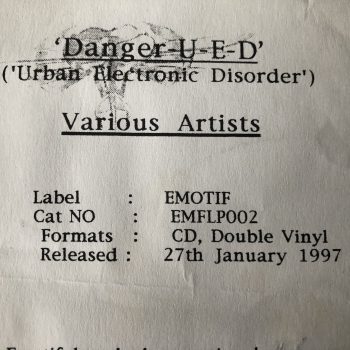 'Danger-U-E-D'
('Urban Electronic Disorder')
Various Artists
Label : EMOTIF
Cat NO : EMFLP002
Formats : CD, Double Vinyl
Released : 27th January 1997